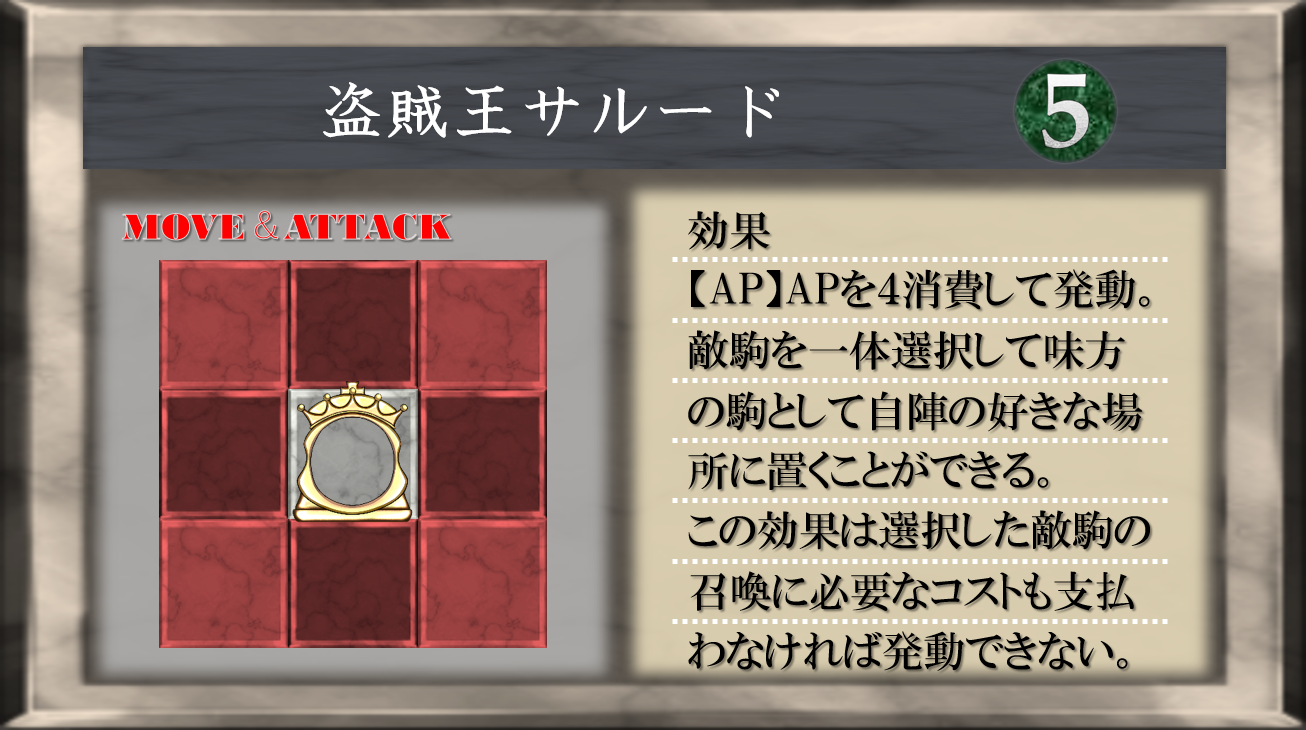 盗賊王サルード
5
MOVE & ATTACK
効果
【AP】APを4消費して発動。
敵駒を一体選択して味方
の駒として自陣の好きな場
所に置くことができる。
この効果は選択した敵駒の
召喚に必要なコストも支払
わなければ発動できない。